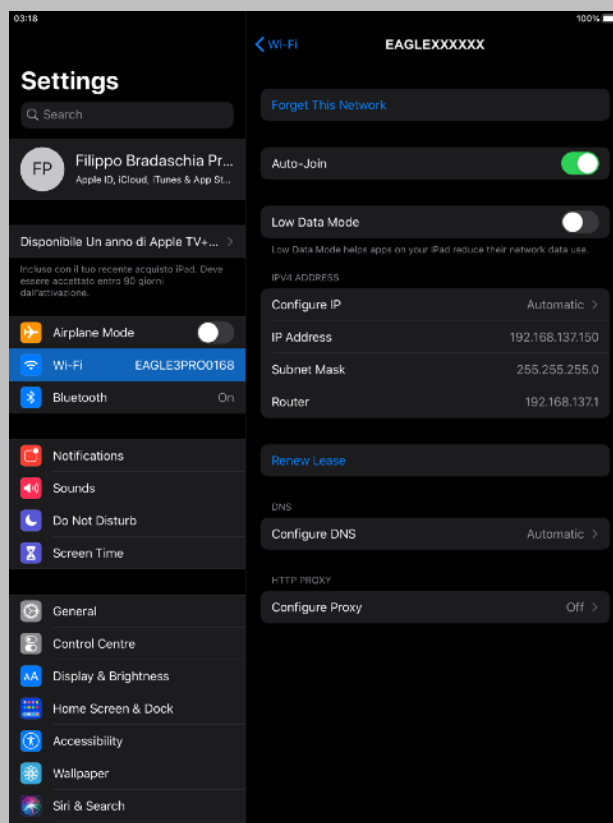 03:18
100%
Settings
Search
FP
Filippo Bradaschia Pr...
Apple ID, iCloud, iTunes & App St...
Disponibile Un anno di Apple TV+...
Incluso con il tuo recente acquisto iPad. Deve
essere accettato entro 90 giorni
dall'attivazione.
Airplane Mode
Wi-Fi EAGLE3PRO0168
Bluetooth On
Notifications
Sounds
Do Not Disturb
Screen Time
General
Control Centre
AA Display & Brightness
Home Screen & Dock
Accessibility
Wallpaper
Siri & Search
Wi-Fi
EAGLEXXXXXX
Forget This Network
Auto-Join
Low Data Mode
Low Data Mode helps apps on your iPad reduce their network data use.
IPV4 ADDRESS
Configure IP Automatic
IP Address 192.168.137.150
Subnet Mask 255.255.255.0
Router 192.168.137.1
Renew Lease
DNS
Configure DNS Automatic
HTTP PROXY
Configure Proxy Off